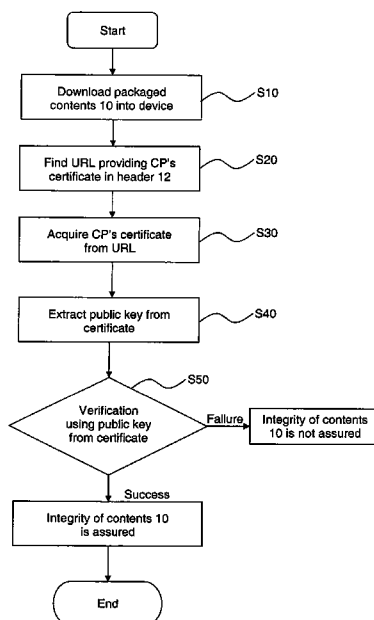 Start
Download packaged
contents 10 into device
S10
Find URL providing CP's
certificate in header 12
S20
Acquire CP's certificate
from URL
S30
Extract public key from
certificate
S40
S50
Verification
using public key
from certificate
Failure
Integrity of contents
10 is not assured
Success
Integrity of contents 10
is assured
End